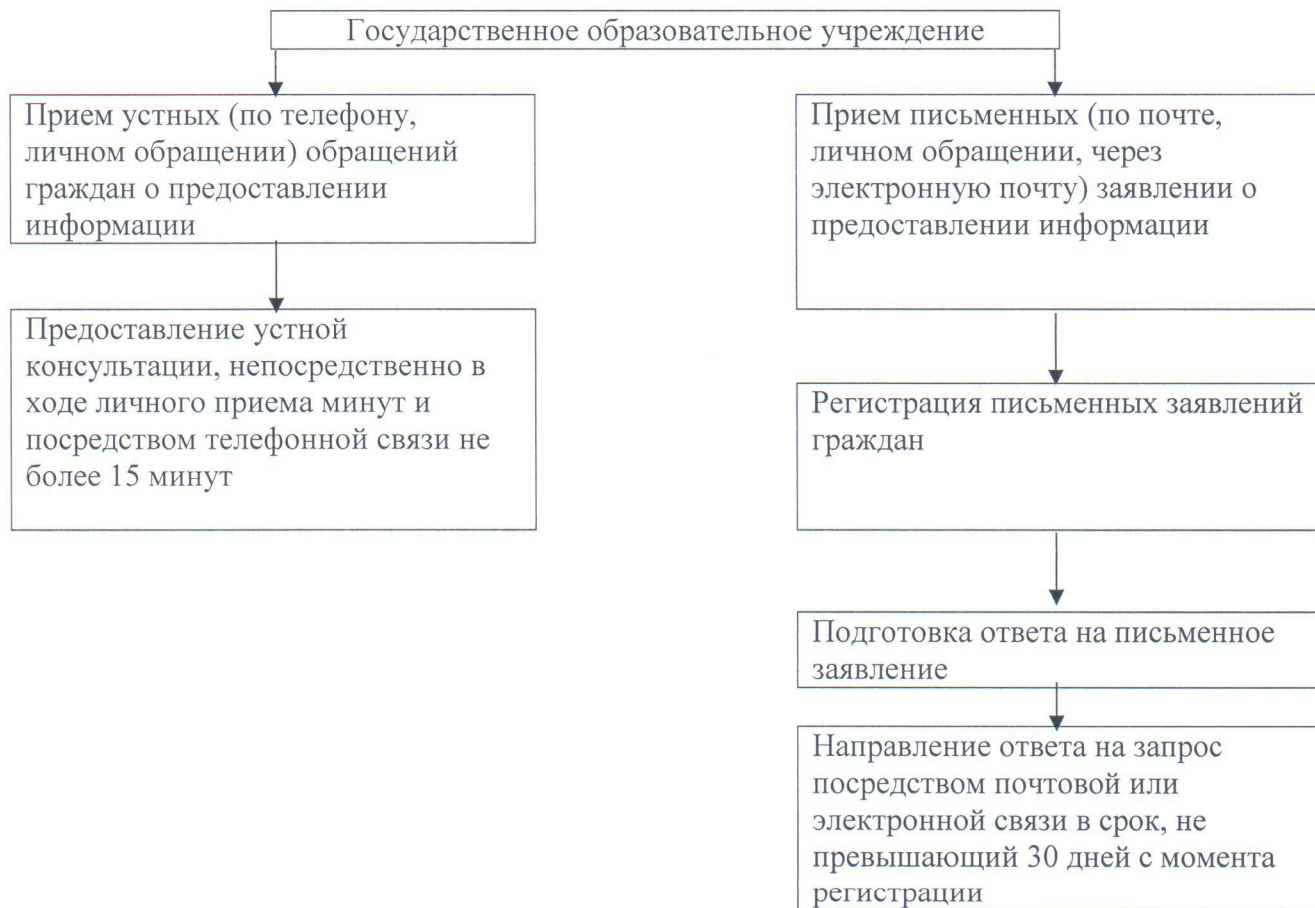 Государственное образовательное учреждение
Прием устных (по телефону,
личном обращении) обращений
граждан о предоставлении
информации
Предоставление устной
консультации, непосредственно в
ходе личного приема минут и
посредством телефонной связи не
более 15 минут
Прием письменных (по почте,
личном обращении, через
электронную почту) заявлении о
предоставлении информации
Регистрация письменных заявлений
граждан
Подготовка ответа на письменное
заявление
Направление ответа на запрос
посредством почтовой или
электронной связи в срок, не
превышающий 30 дней с момента
регистрации